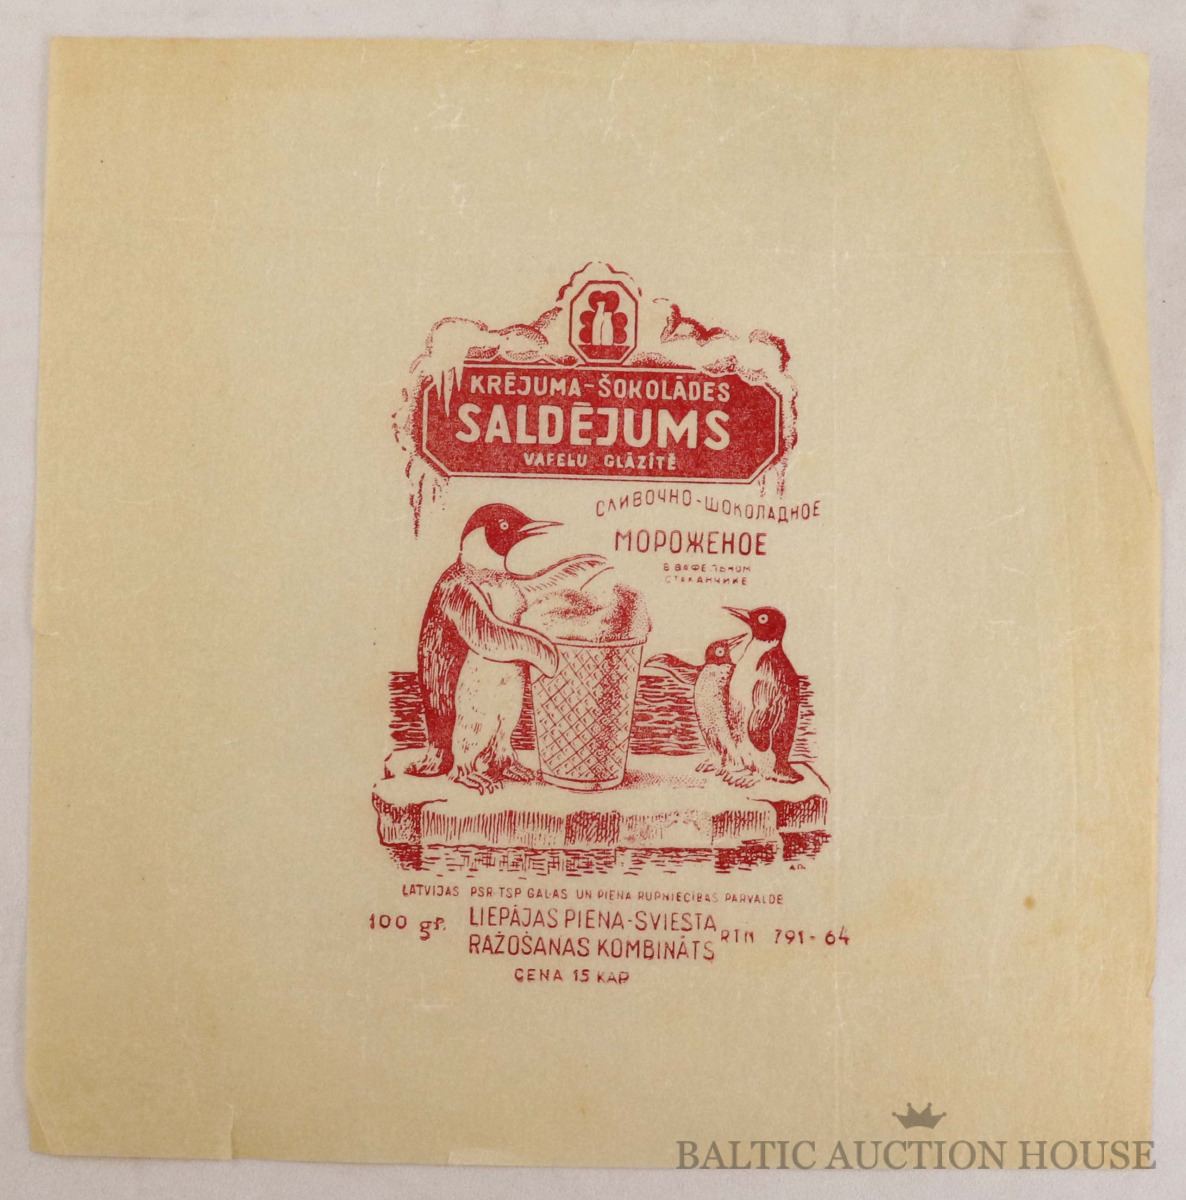 KRĒJUMA-ŠOKOLĀDES
SALDĒJUMS
VAFEĻU GLĀZĪTĒ
СЛИВОЧНО-ШОКОЛАДНОЕ
МОРОЖЕНОЕ
В ВАФЕЛЬНОМ
СТАКАНЧИКЕ
LATVIJAS PSR TSP GAĻAS UN PIENA RŪPNIECĪBAS PĀRVALDE
100 gr. LIEPĀJAS PIENA-SVIESTA
RAŽOŠANAS KOMBINĀTS RTN 791-64
CENA 15 KAP
BALTIC AUCTION HOUSE